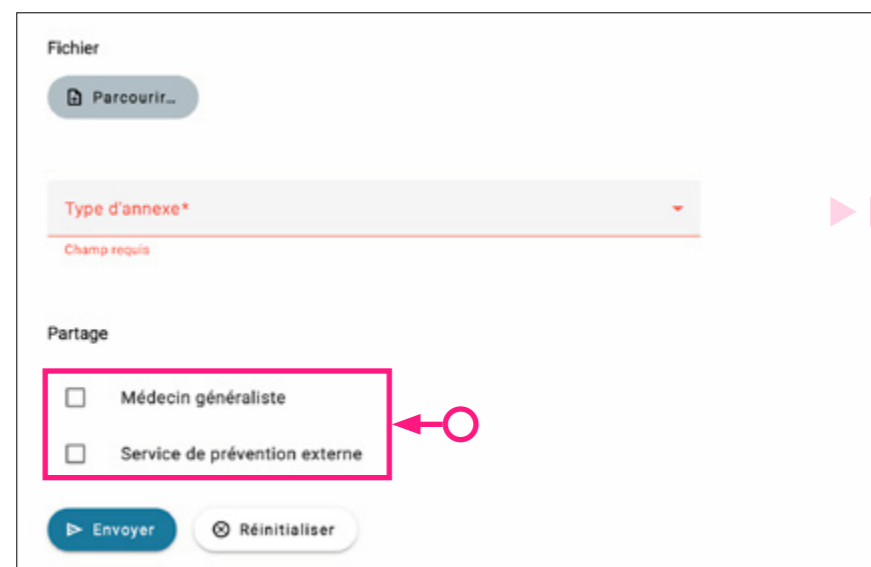 Fichier
Parcourir...
Type d'annexe*
Champ requis
Partage
Médecin généraliste
Service de prévention externe
Envoyer
Réinitialiser